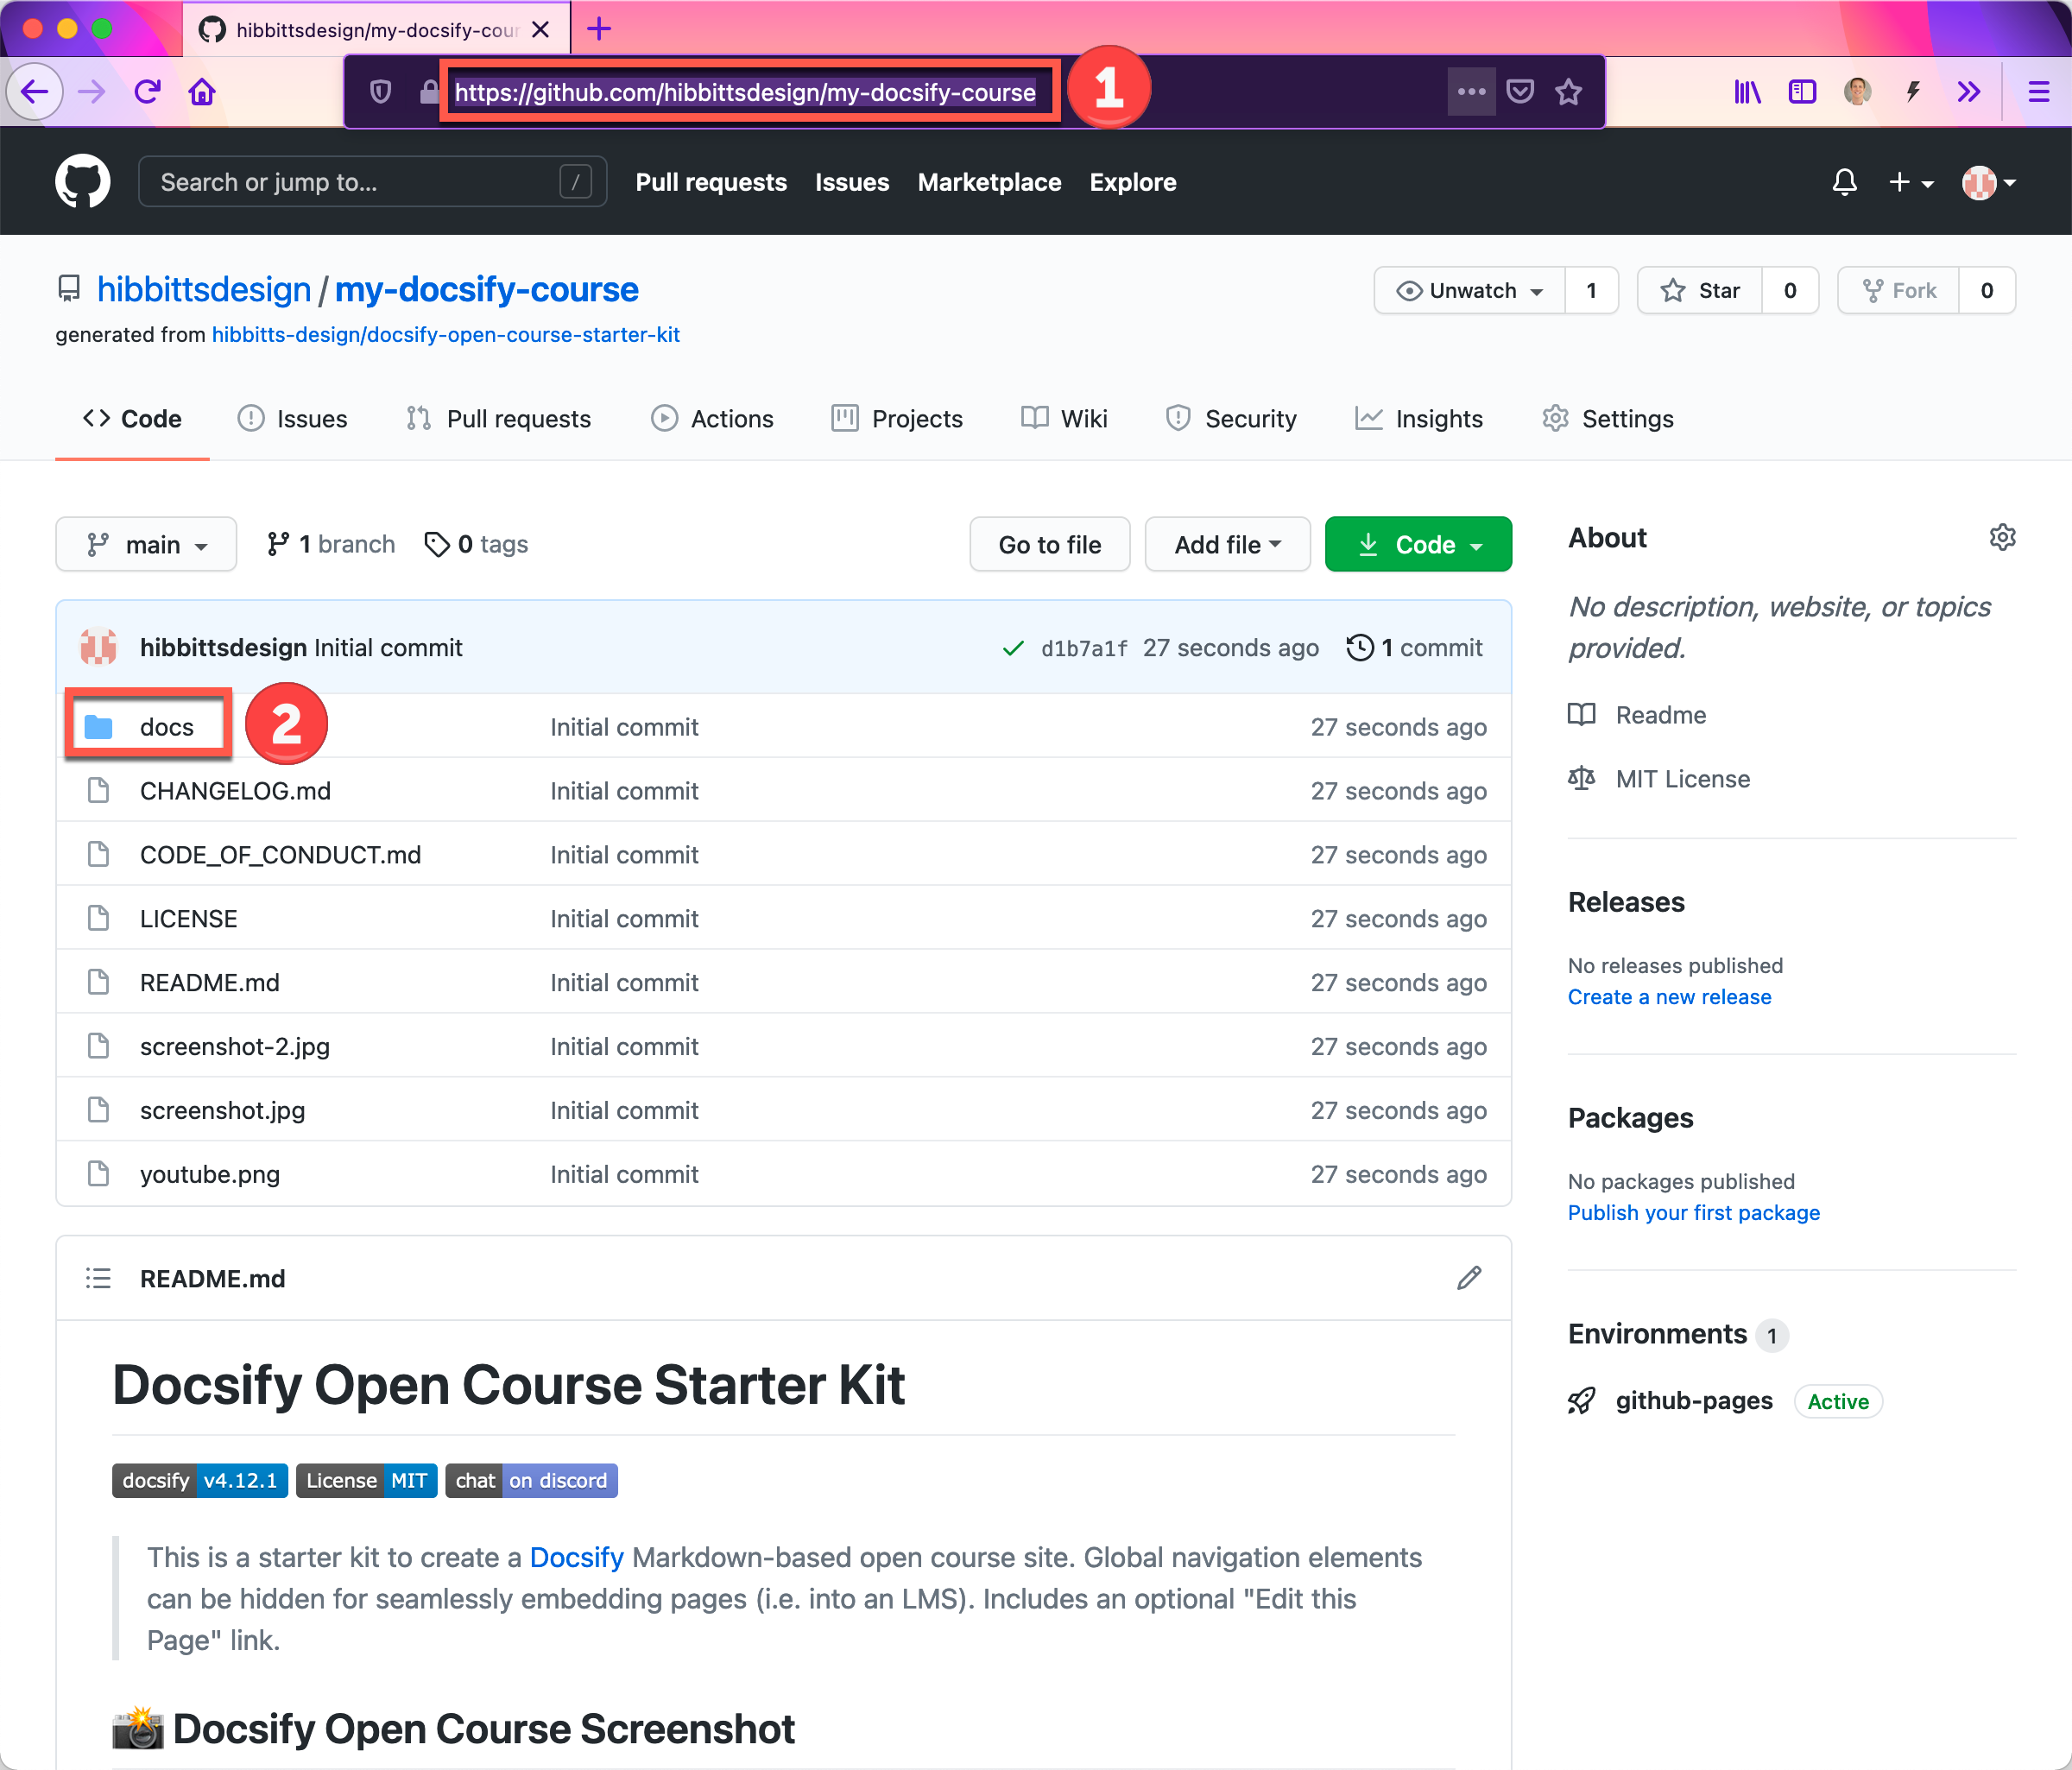 hibbittsdesign/my-docsify-cour
https://github.com/hibbittsdesign/my-docsify-course
1
Search or jump to...
/
Pull requests
Issues
Marketplace
Explore
hibbittsdesign / my-docsify-course
Unwatch 1
Star 0
Fork 0
generated from hibbitts-design/docsify-open-course-starter-kit
Code
Issues
Pull requests
Actions
Projects
Wiki
Security
Insights
Settings
main
1 branch
0 tags
Go to file
Add file
Code
hibbittsdesign Initial commit d1b7a1f 27 seconds ago 1 commit
docs Initial commit 27 seconds ago
2
CHANGELOG.md Initial commit 27 seconds ago
CODE_OF_CONDUCT.md Initial commit 27 seconds ago
LICENSE Initial commit 27 seconds ago
README.md Initial commit 27 seconds ago
screenshot-2.jpg Initial commit 27 seconds ago
screenshot.jpg Initial commit 27 seconds ago
youtube.png Initial commit 27 seconds ago
README.md
Docsify Open Course Starter Kit
docsify v4.12.1 License MIT chat on discord
This is a starter kit to create a Docsify Markdown-based open course site. Global navigation elements
can be hidden for seamlessly embedding pages (i.e. into an LMS). Includes an optional "Edit this
Page" link.
Docsify Open Course Screenshot
About
No description, website, or topics
provided.
Readme
MIT License
Releases
No releases published
Create a new release
Packages
No packages published
Publish your first package
Environments 1
github-pages Active